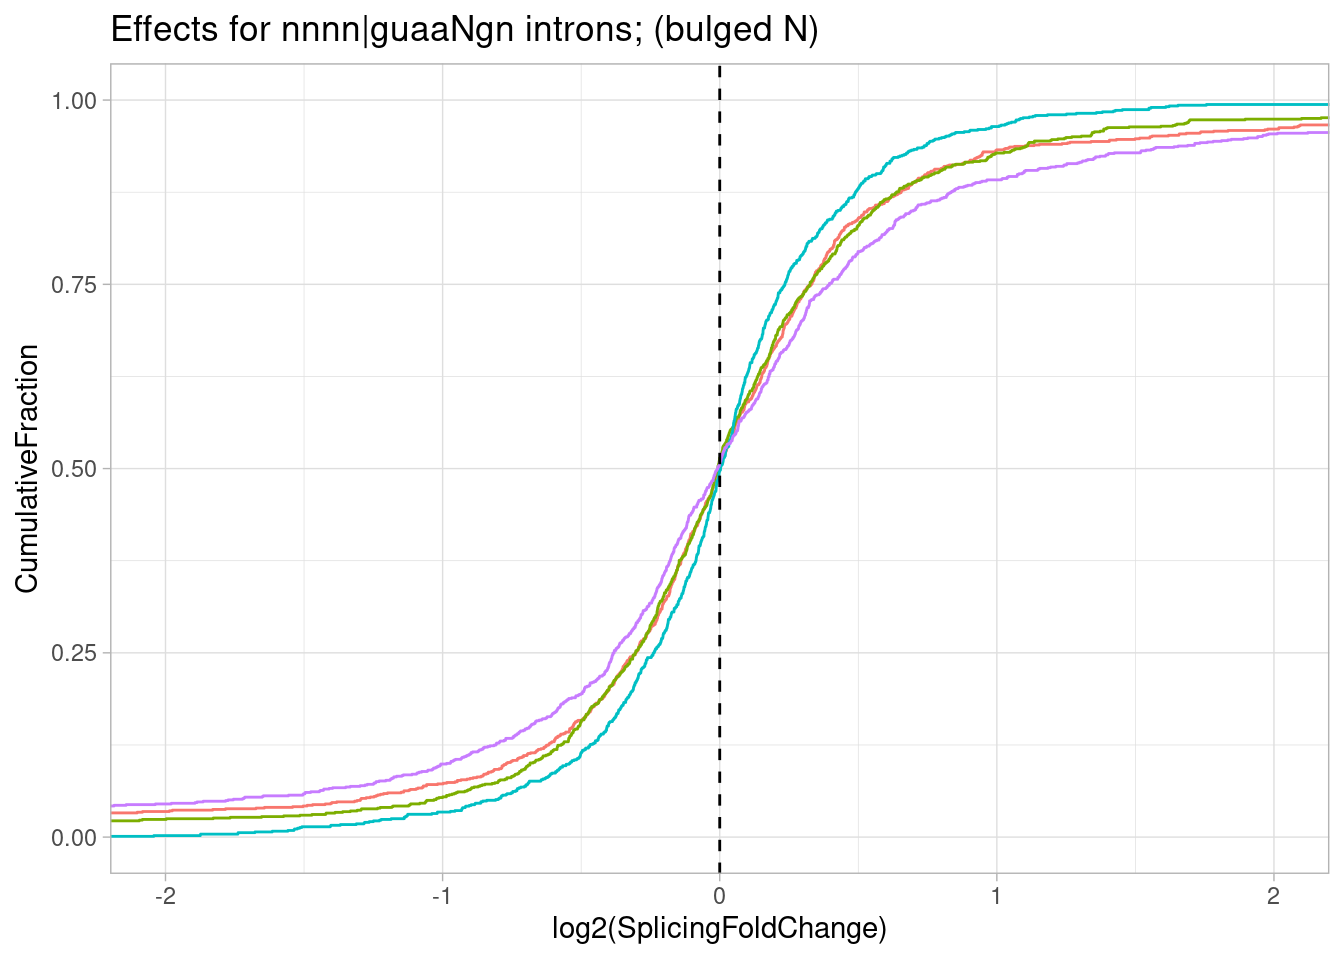 Effects for nnnn|guaaNgn introns; (bulged N)
CumulativeFraction
1.00
0.75
0.50
0.25
0.00
-2 -1 0 1 2
log2(SplicingFoldChange)